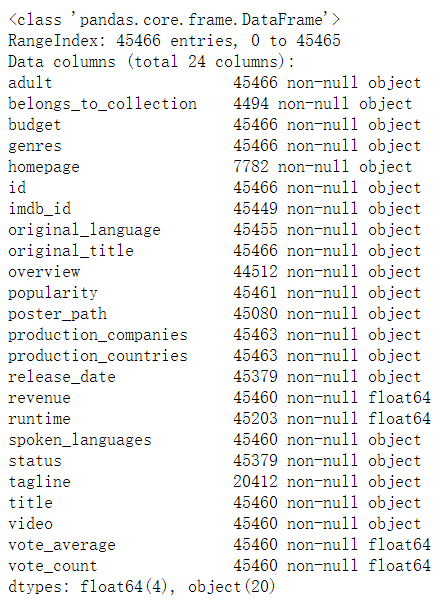 <class 'pandas.core.frame.DataFrame'>
RangeIndex: 45466 entries, 0 to 45465
Data columns (total 24 columns):
adult                    45466 non-null object
belongs_to_collection    4494 non-null object
budget                   45466 non-null object
genres                   45466 non-null object
homepage                 7782 non-null object
id                       45466 non-null object
imdb_id                  45449 non-null object
original_language        45455 non-null object
original_title           45466 non-null object
overview                 44512 non-null object
popularity               45461 non-null object
poster_path              45080 non-null object
production_companies     45463 non-null object
production_countries     45463 non-null object
release_date             45379 non-null object
revenue                  45460 non-null float64
runtime                  45203 non-null float64
spoken_languages         45460 non-null object
status                   45379 non-null object
tagline                  20412 non-null object
title                    45460 non-null object
video                    45460 non-null object
vote_average             45460 non-null float64
vote_count               45460 non-null float64
dtypes: float64(4), object(20)